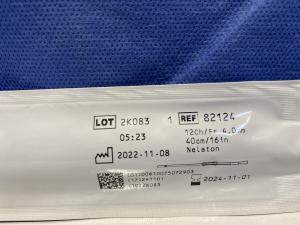 LOT 2K083 1 REF 82124
05:23 12Ch/Fr 4.0mm
40cm/16in
2022-11-08 Nelaton
2024-11-01